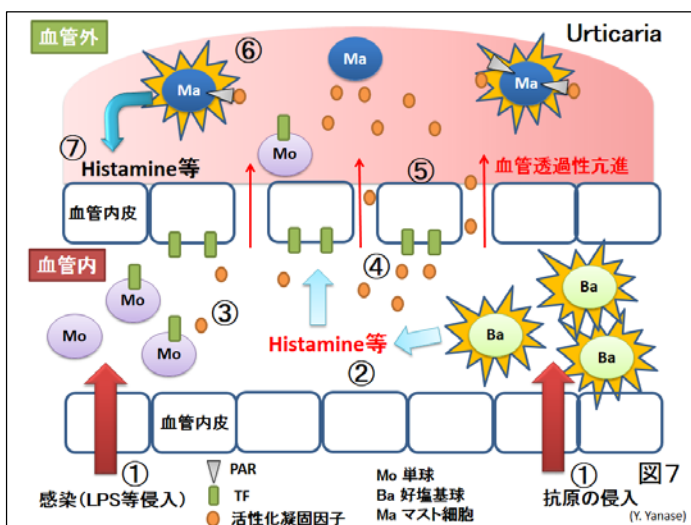 血管外
⑥
Urticaria
Ma
Ma
Ma
Mo
⑦
Histamine等
⑤
血管透過性亢進
血管内皮
血管内
Mo
Mo
Mo
③
④
Ba
Ba
Ba
Histamine等
②
血管内皮
①
①
図7
感染(LPS等侵入)
抗原の侵入
PAR
TF
活性化凝固因子
Mo 単球
Ba 好塩基球
Ma マスト細胞
(Y. Yanase)